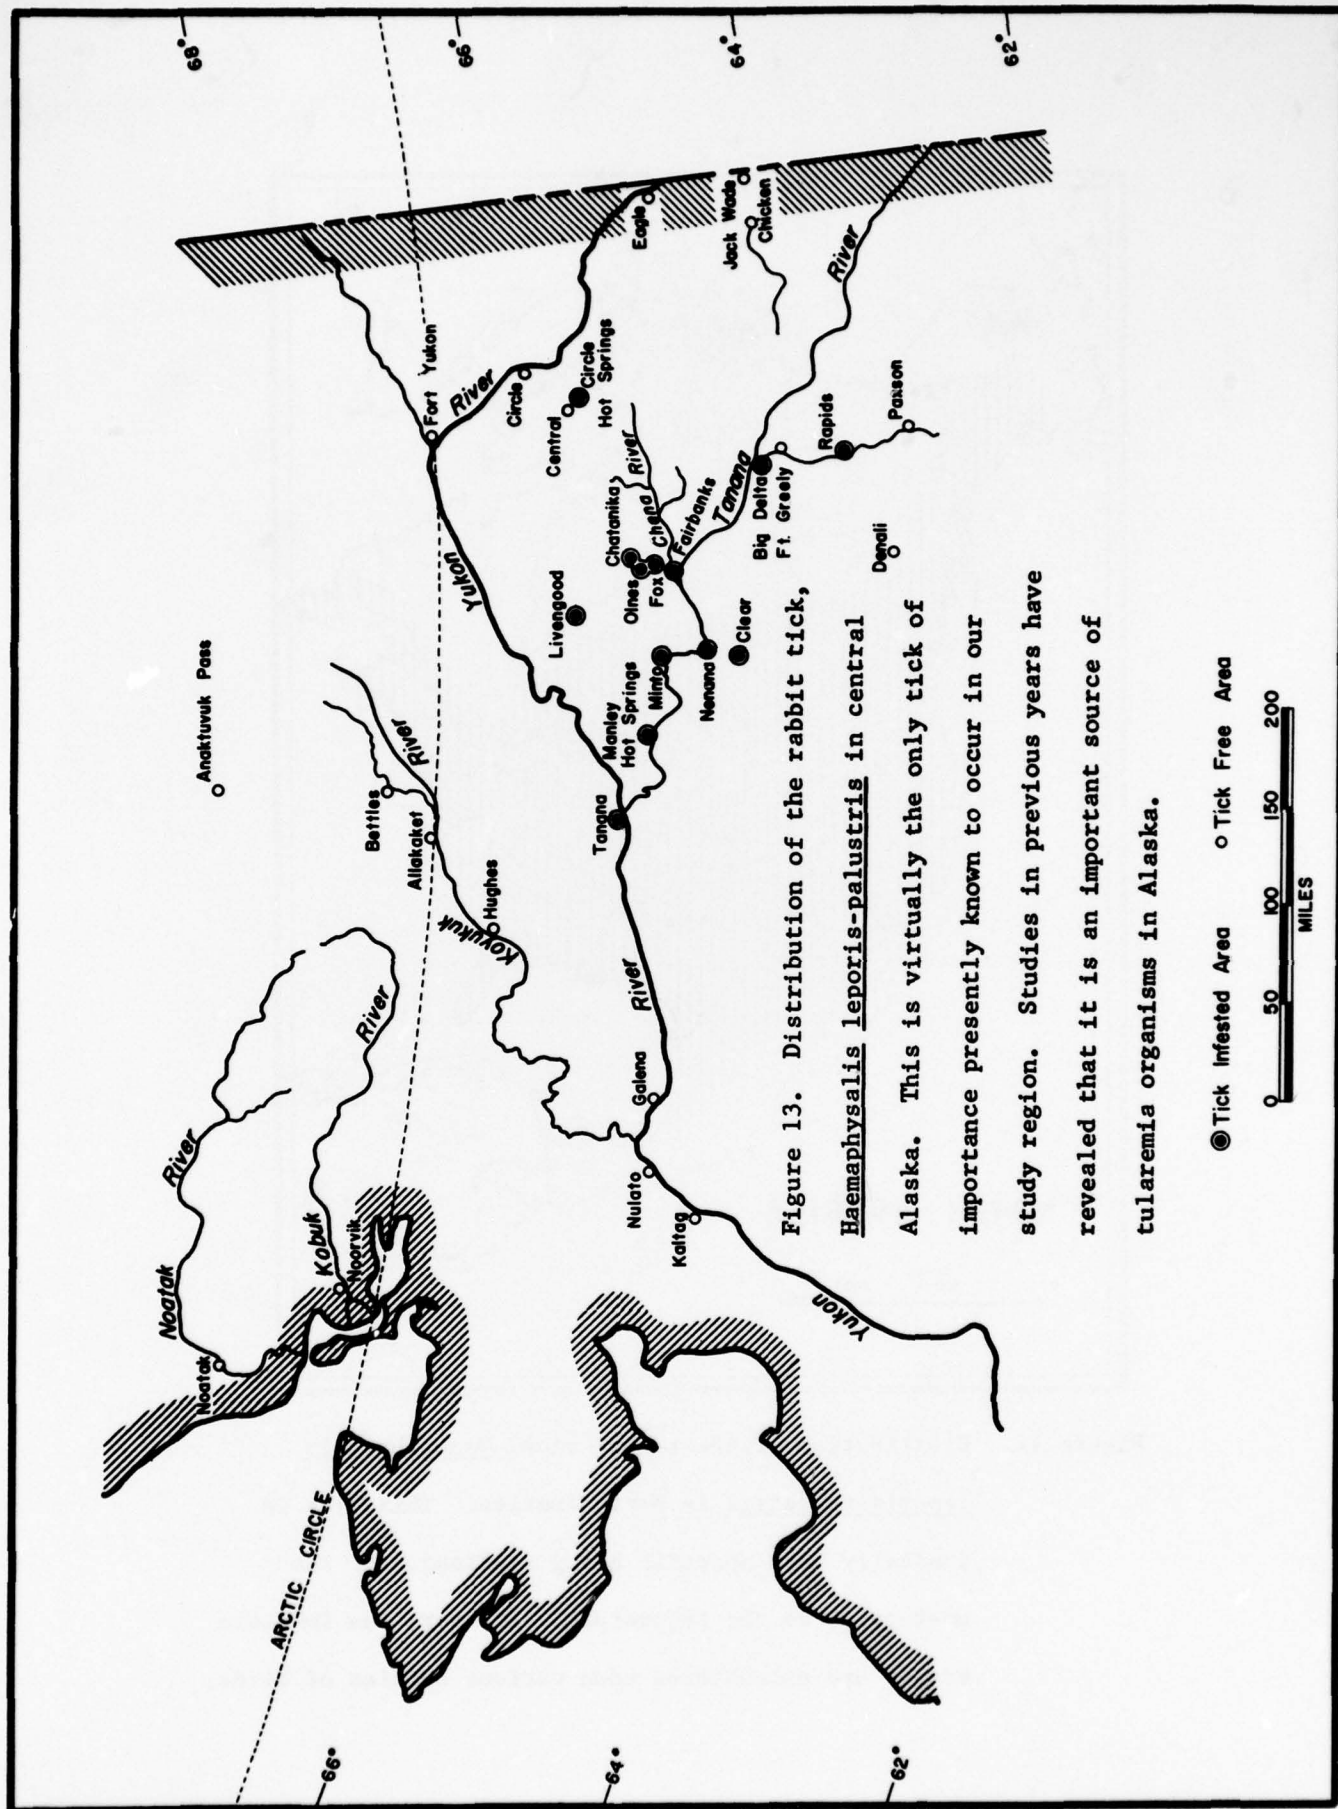 68°
66°
64°
62°
Anaktuvuk Pass
ARCTIC CIRCLE
Noatak
River
Noatak
Kobuk
River
Noorvik
Bettles
River
Allakaket
Hughes
Koyukuk
Fort Yukon
Yukon
River
Circle
Central
Circle
Hot Springs
Eagle
Jack Wade
Chicken
Livengood
Chatanika
Olnes
Fox
Chena
River
Fairbanks
Tanana
River
Big Delta
Ft. Greely
Rapids
Paxson
Denali
Manley
Hot Springs
Minto
Nenana
Clear
Tanana
River
Galena
Nulato
Kaltag
Yukon
66°
64°
62°
Figure 13. Distribution of the rabbit tick,
Haemaphysalis leporis-palustris in central
Alaska. This is virtually the only tick of
importance presently known to occur in our
study region. Studies in previous years have
revealed that it is an important source of
tularemia organisms in Alaska.
Tick Infested Area
Tick Free Area
0 50 100 150 200
MILES